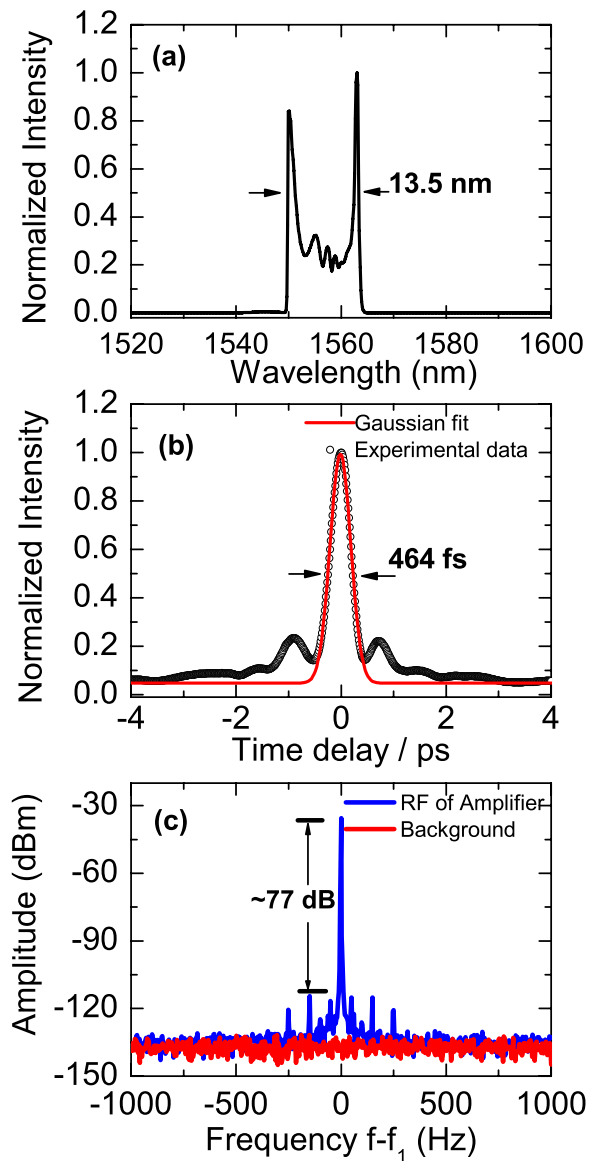 (a)
Normalized Intensity
1.2
1.0
0.8
0.6
0.4
0.2
0.0
13.5 nm
1520 1540 1560 1580 1600
Wavelength (nm)
(b)
Normalized Intensity
1.2
1.0
0.8
0.6
0.4
0.2
0.0
Gaussian fit
Experimental data
464 fs
-4 -2 0 2 4
Time delay / ps
(c)
Amplitude (dBm)
-30
-60
-90
-120
-150
RF of Amplifier
Background
~77 dB
-1000 -500 0 500 1000
Frequency f-f₁ (Hz)